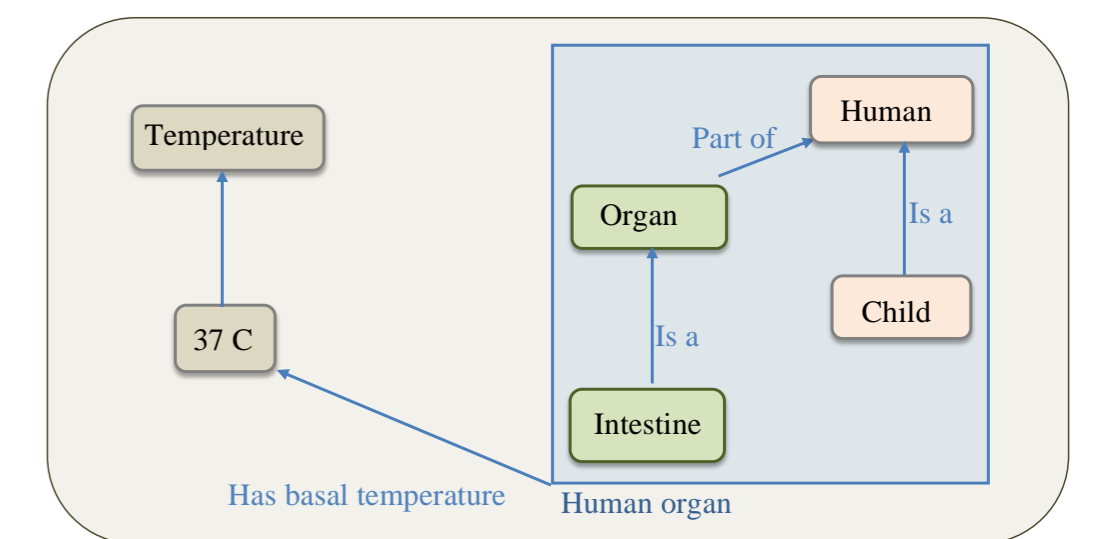 Human
Temperature
Part of
Organ
Is a
Child
37 C
Is a
Intestine
Has basal temperature
Human organ